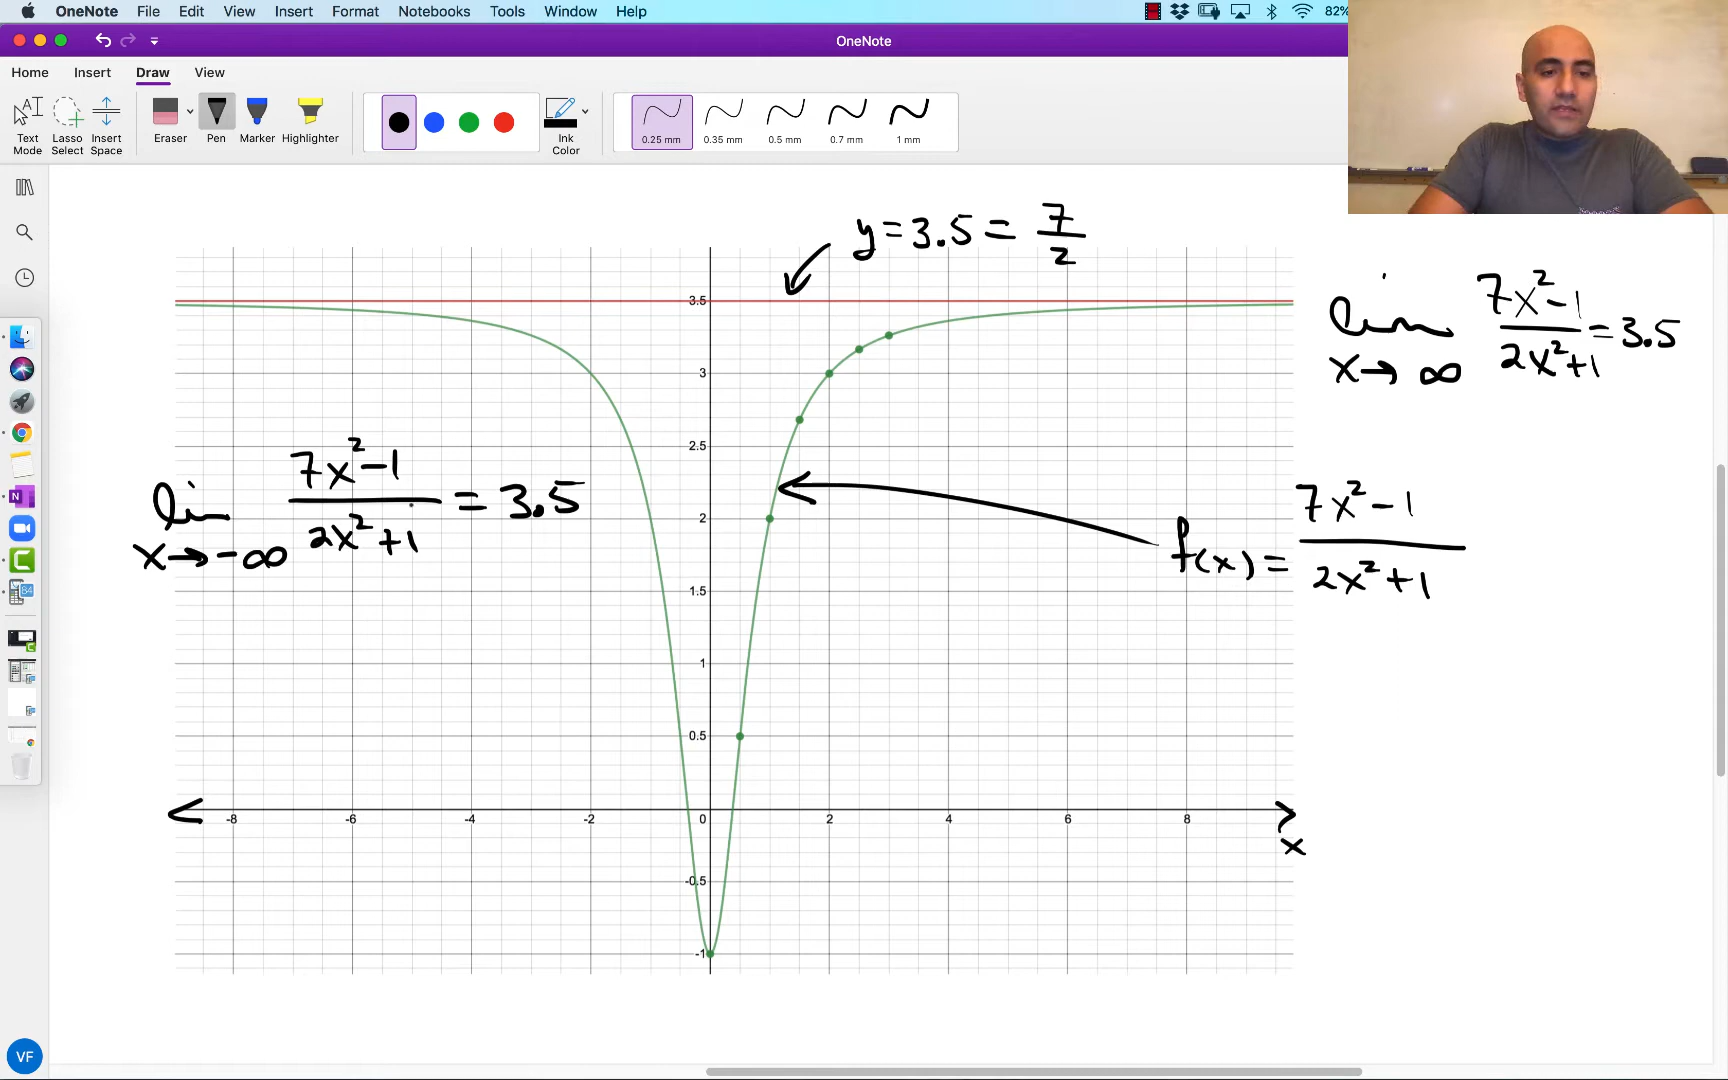 OneNote File Edit View Insert Format Notebooks Tools Window Help 82%
OneNote
Home Insert Draw View
Text Mode
Lasso Select
Insert Space
Eraser
Pen
Marker
Highlighter
Ink Color
0.25 mm 0.35 mm 0.5 mm 0.7 mm 1 mm
y = 3.5 = 7/2
lim x→∞ (7x²-1)/(2x²+1) = 3.5
lim x→-∞ (7x²-1)/(2x²+1) = 3.5
f(x) = (7x²-1)/(2x²+1)
3.5
3
2.5
2
1.5
1
0.5
-8 -6 -4 -2 0 2 4 6 8
x
-0.5
-1
VF